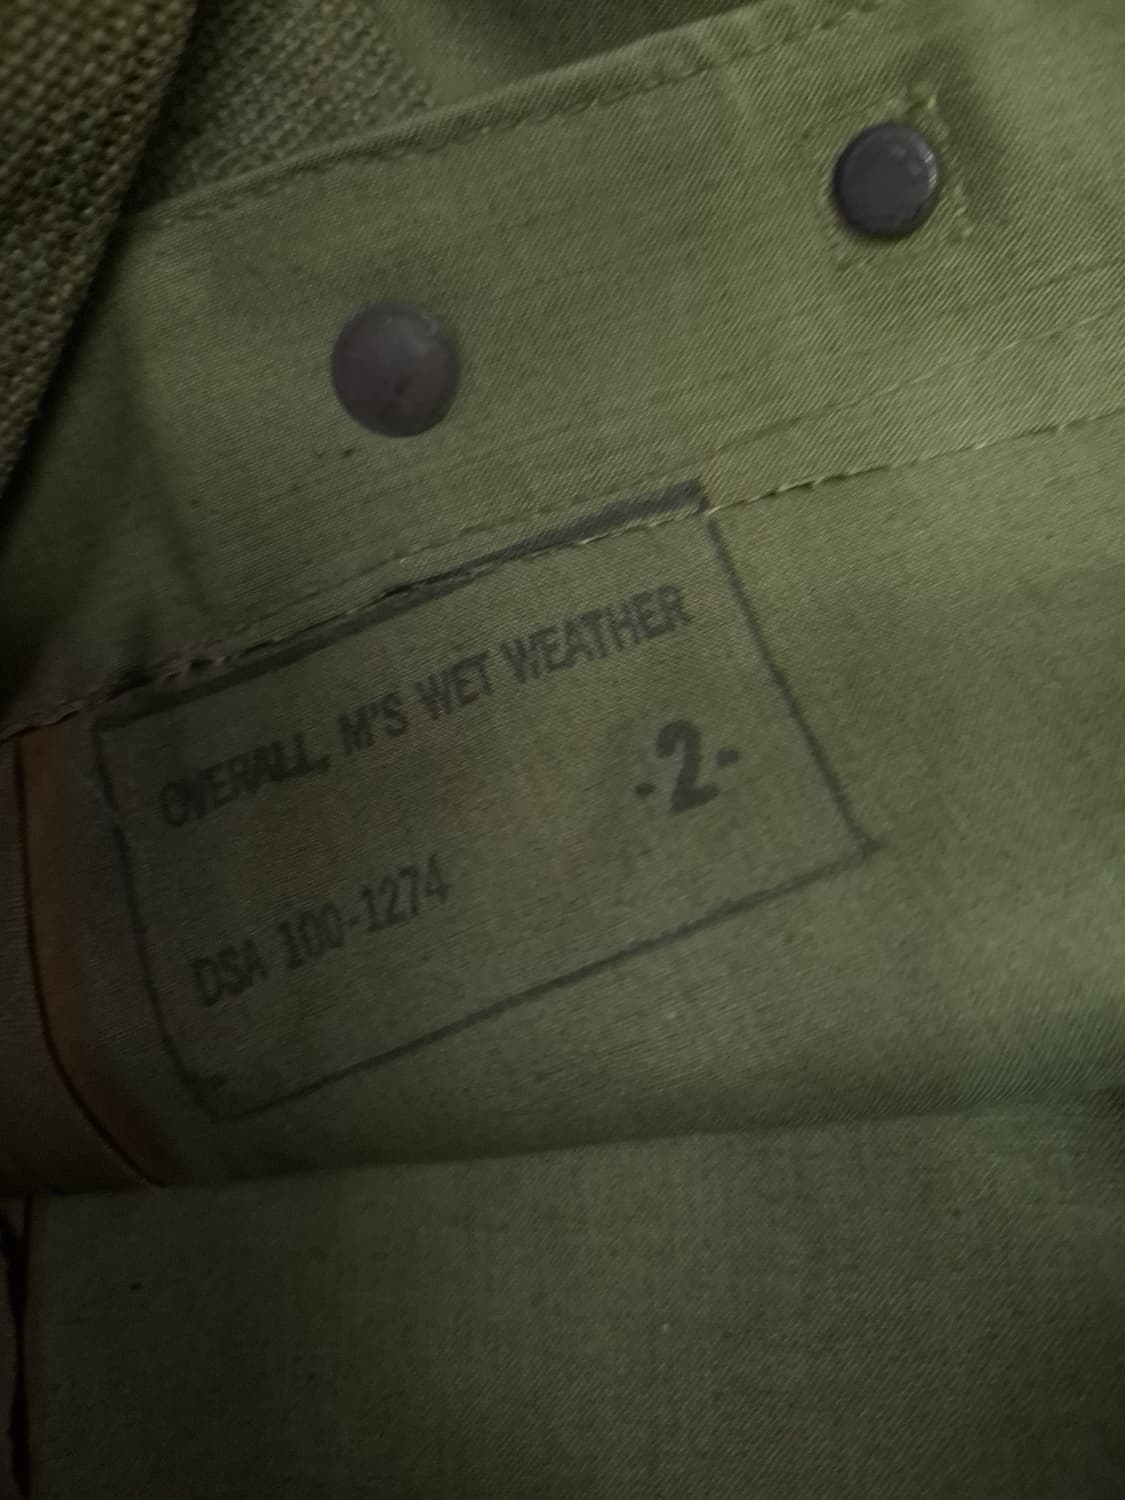 OVERALL, M'S WET WEATHER
-2-
DSA 100-1274